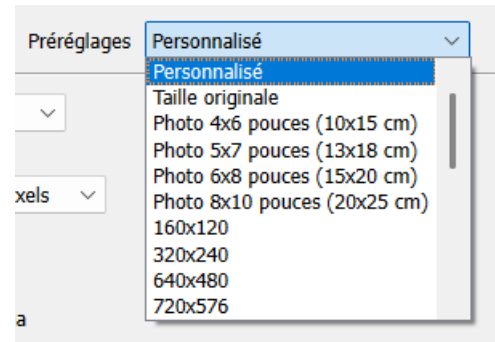 Préréglages Personnalisé
Personnalisé
Taille originale
Photo 4x6 pouces (10x15 cm)
Photo 5x7 pouces (13x18 cm)
Photo 6x8 pouces (15x20 cm)
xels
Photo 8x10 pouces (20x25 cm)
160x120
320x240
640x480
720x576
a